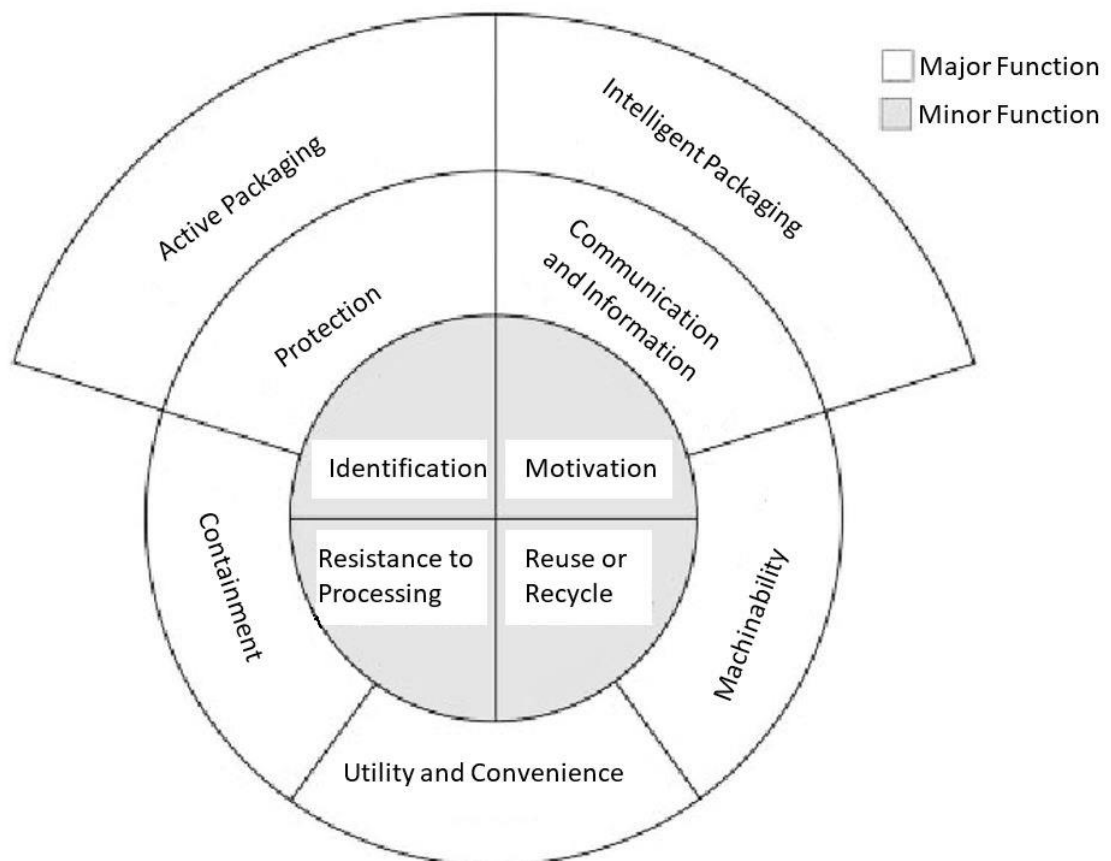 Major Function
Minor Function
Active Packaging
Intelligent Packaging
Protection
Communication
and Information
Identification
Motivation
Resistance to
Processing
Reuse or
Recycle
Containment
Machinability
Utility and Convenience